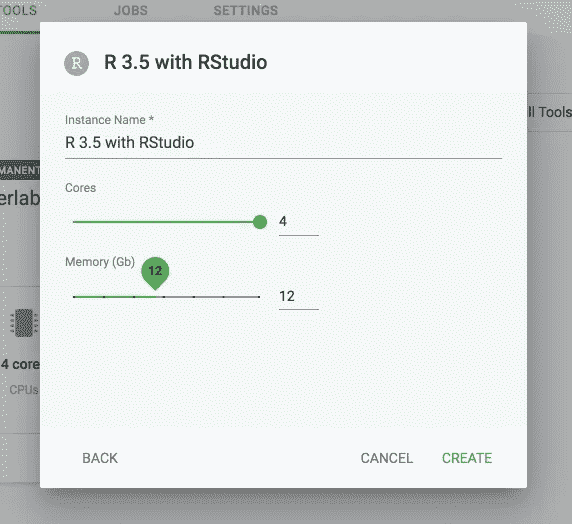 TOOLS JOBS SETTINGS
R R 3.5 with RStudio
ll Tools
Instance Name *
R 3.5 with RStudio
MANENT
erlab
Cores
4
Memory (Gb)
12
12
4 core
CPUs
BACK CANCEL CREATE